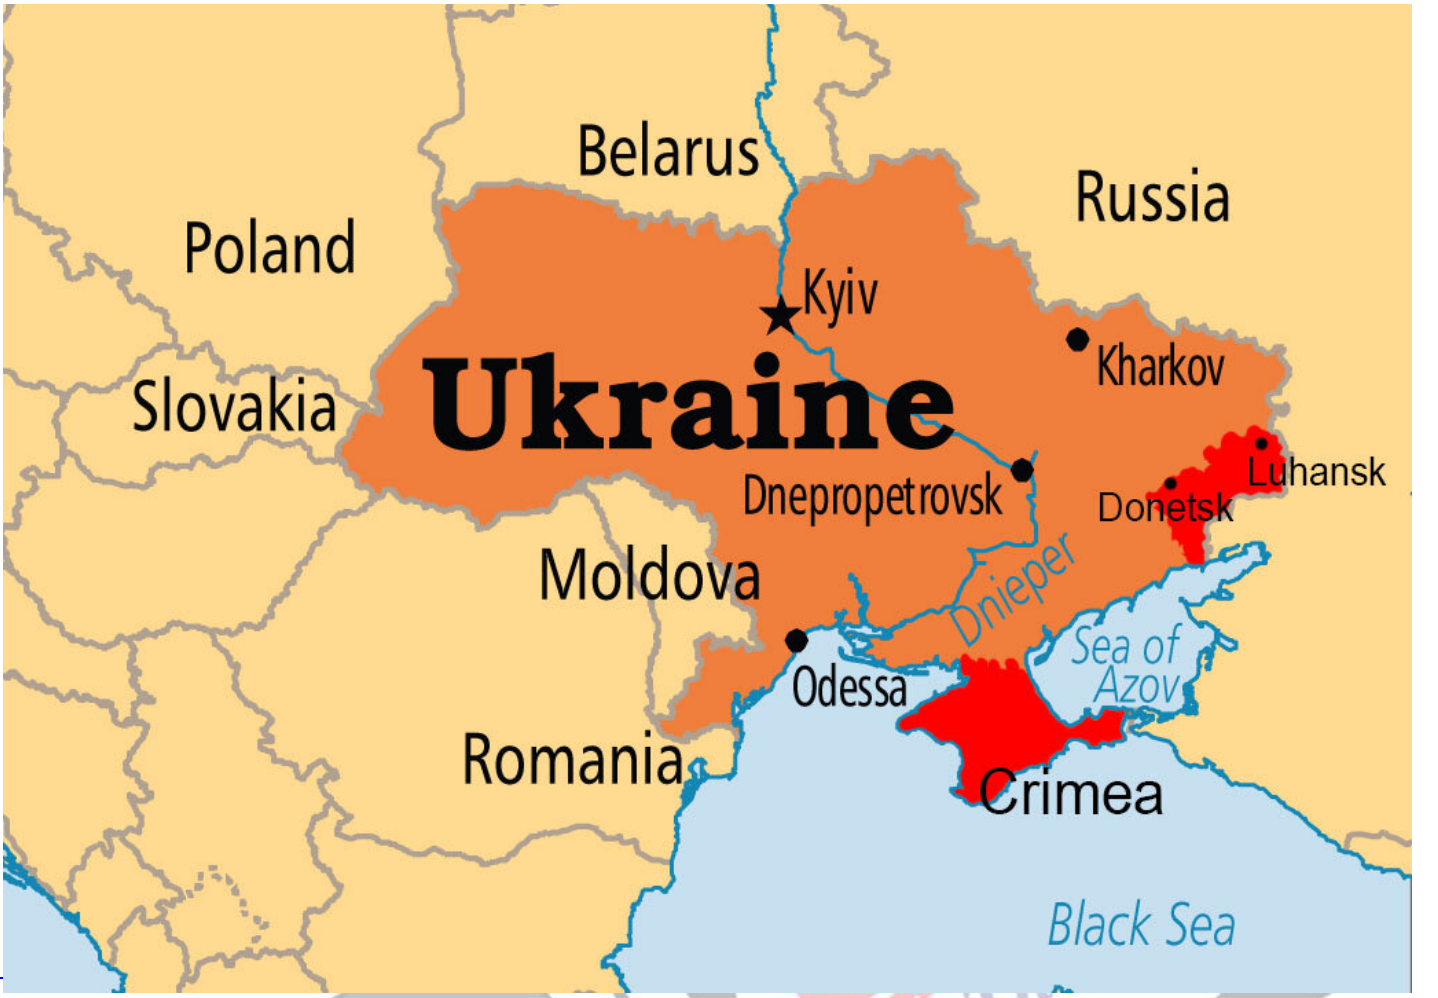 Belarus
Russia
Poland
Kyiv
Kharkov
Ukraine
Slovakia
Luhansk
Dnepropetrovsk
Donetsk
Moldova
Dnieper
Sea of
Azov
Odessa
Romania
Crimea
Black Sea